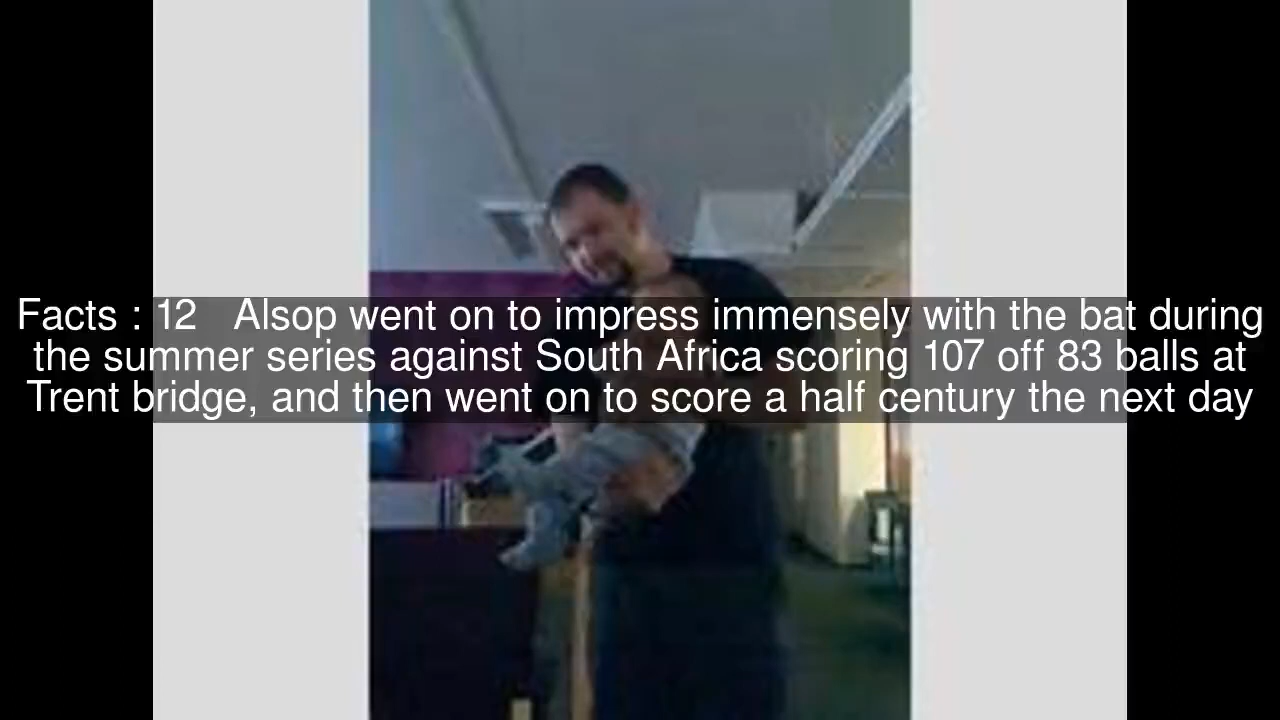 Facts : 12   Alsop went on to impress immensely with the bat during
the summer series against South Africa scoring 107 off 83 balls at
Trent bridge, and then went on to score a half century the next day